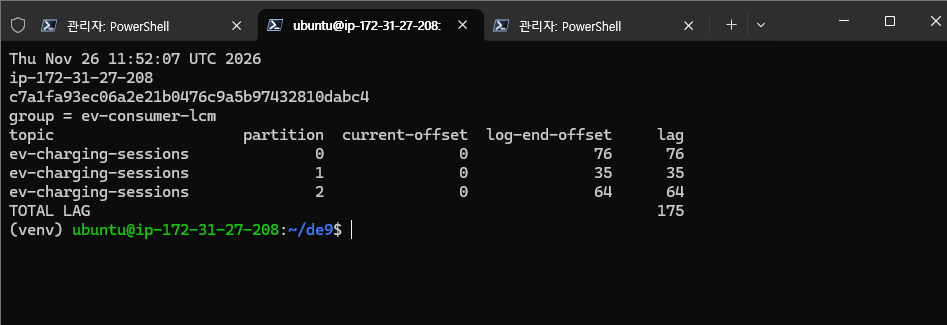 관리자: PowerShell
ubuntu@ip-172-31-27-208:
관리자: PowerShell
Thu Nov 26 11:52:07 UTC 2026
ip-172-31-27-208
c7a1fa93ec06a2e21b0476c9a5b97432810dabc4
group = ev-consumer-lcm
topic partition current-offset log-end-offset lag
ev-charging-sessions 0 0 76 76
ev-charging-sessions 1 0 35 35
ev-charging-sessions 2 0 64 64
TOTAL LAG 175
(venv) ubuntu@ip-172-31-27-208:~/de9$